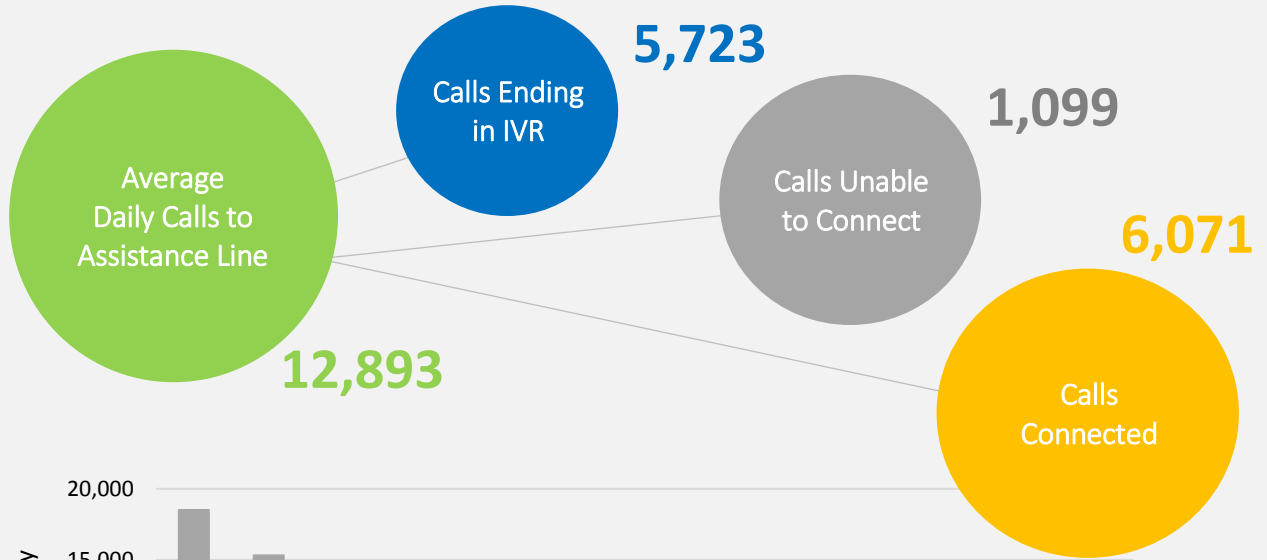 5,723
Calls Ending
in IVR
1,099
Average
Daily Calls to
Assistance Line
Calls Unable
to Connect
6,071
12,893
Calls
Connected
20,000
15,000